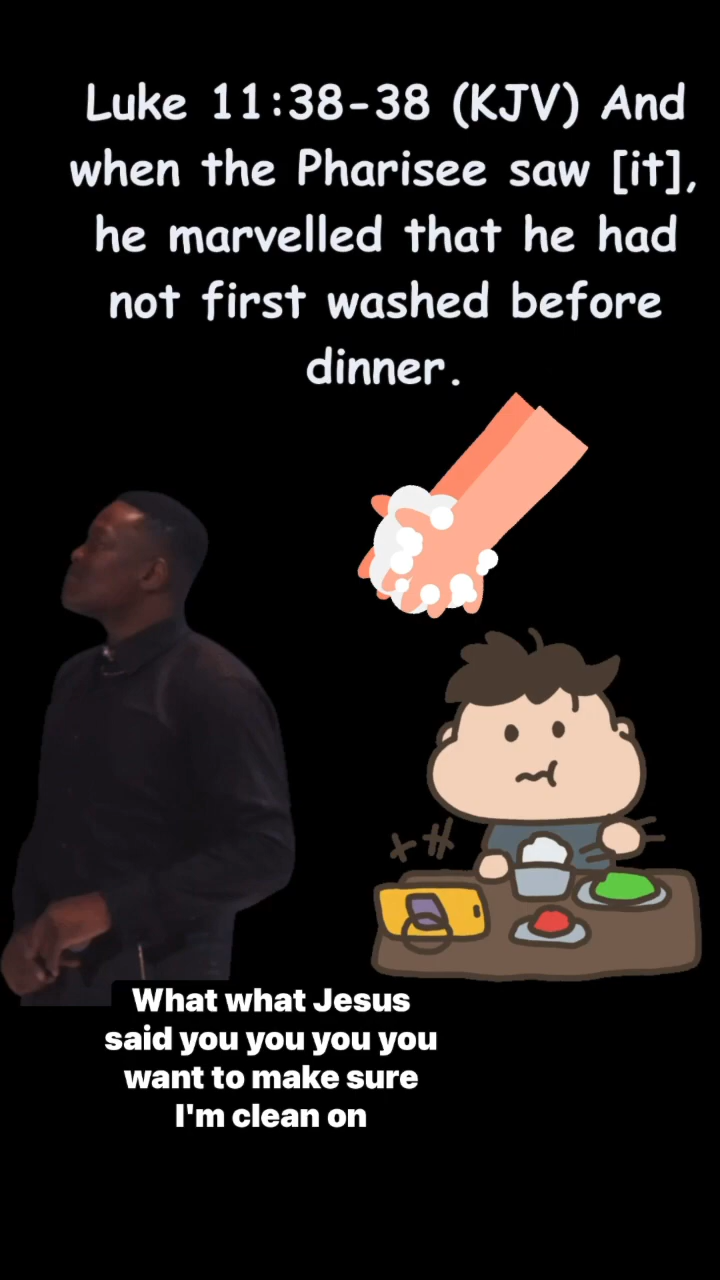 Luke 11:38-38 (KJV) And
when the Pharisee saw [it],
he marvelled that he had
not first washed before
dinner.
What what Jesus
said you you you you
want to make sure
I'm clean on